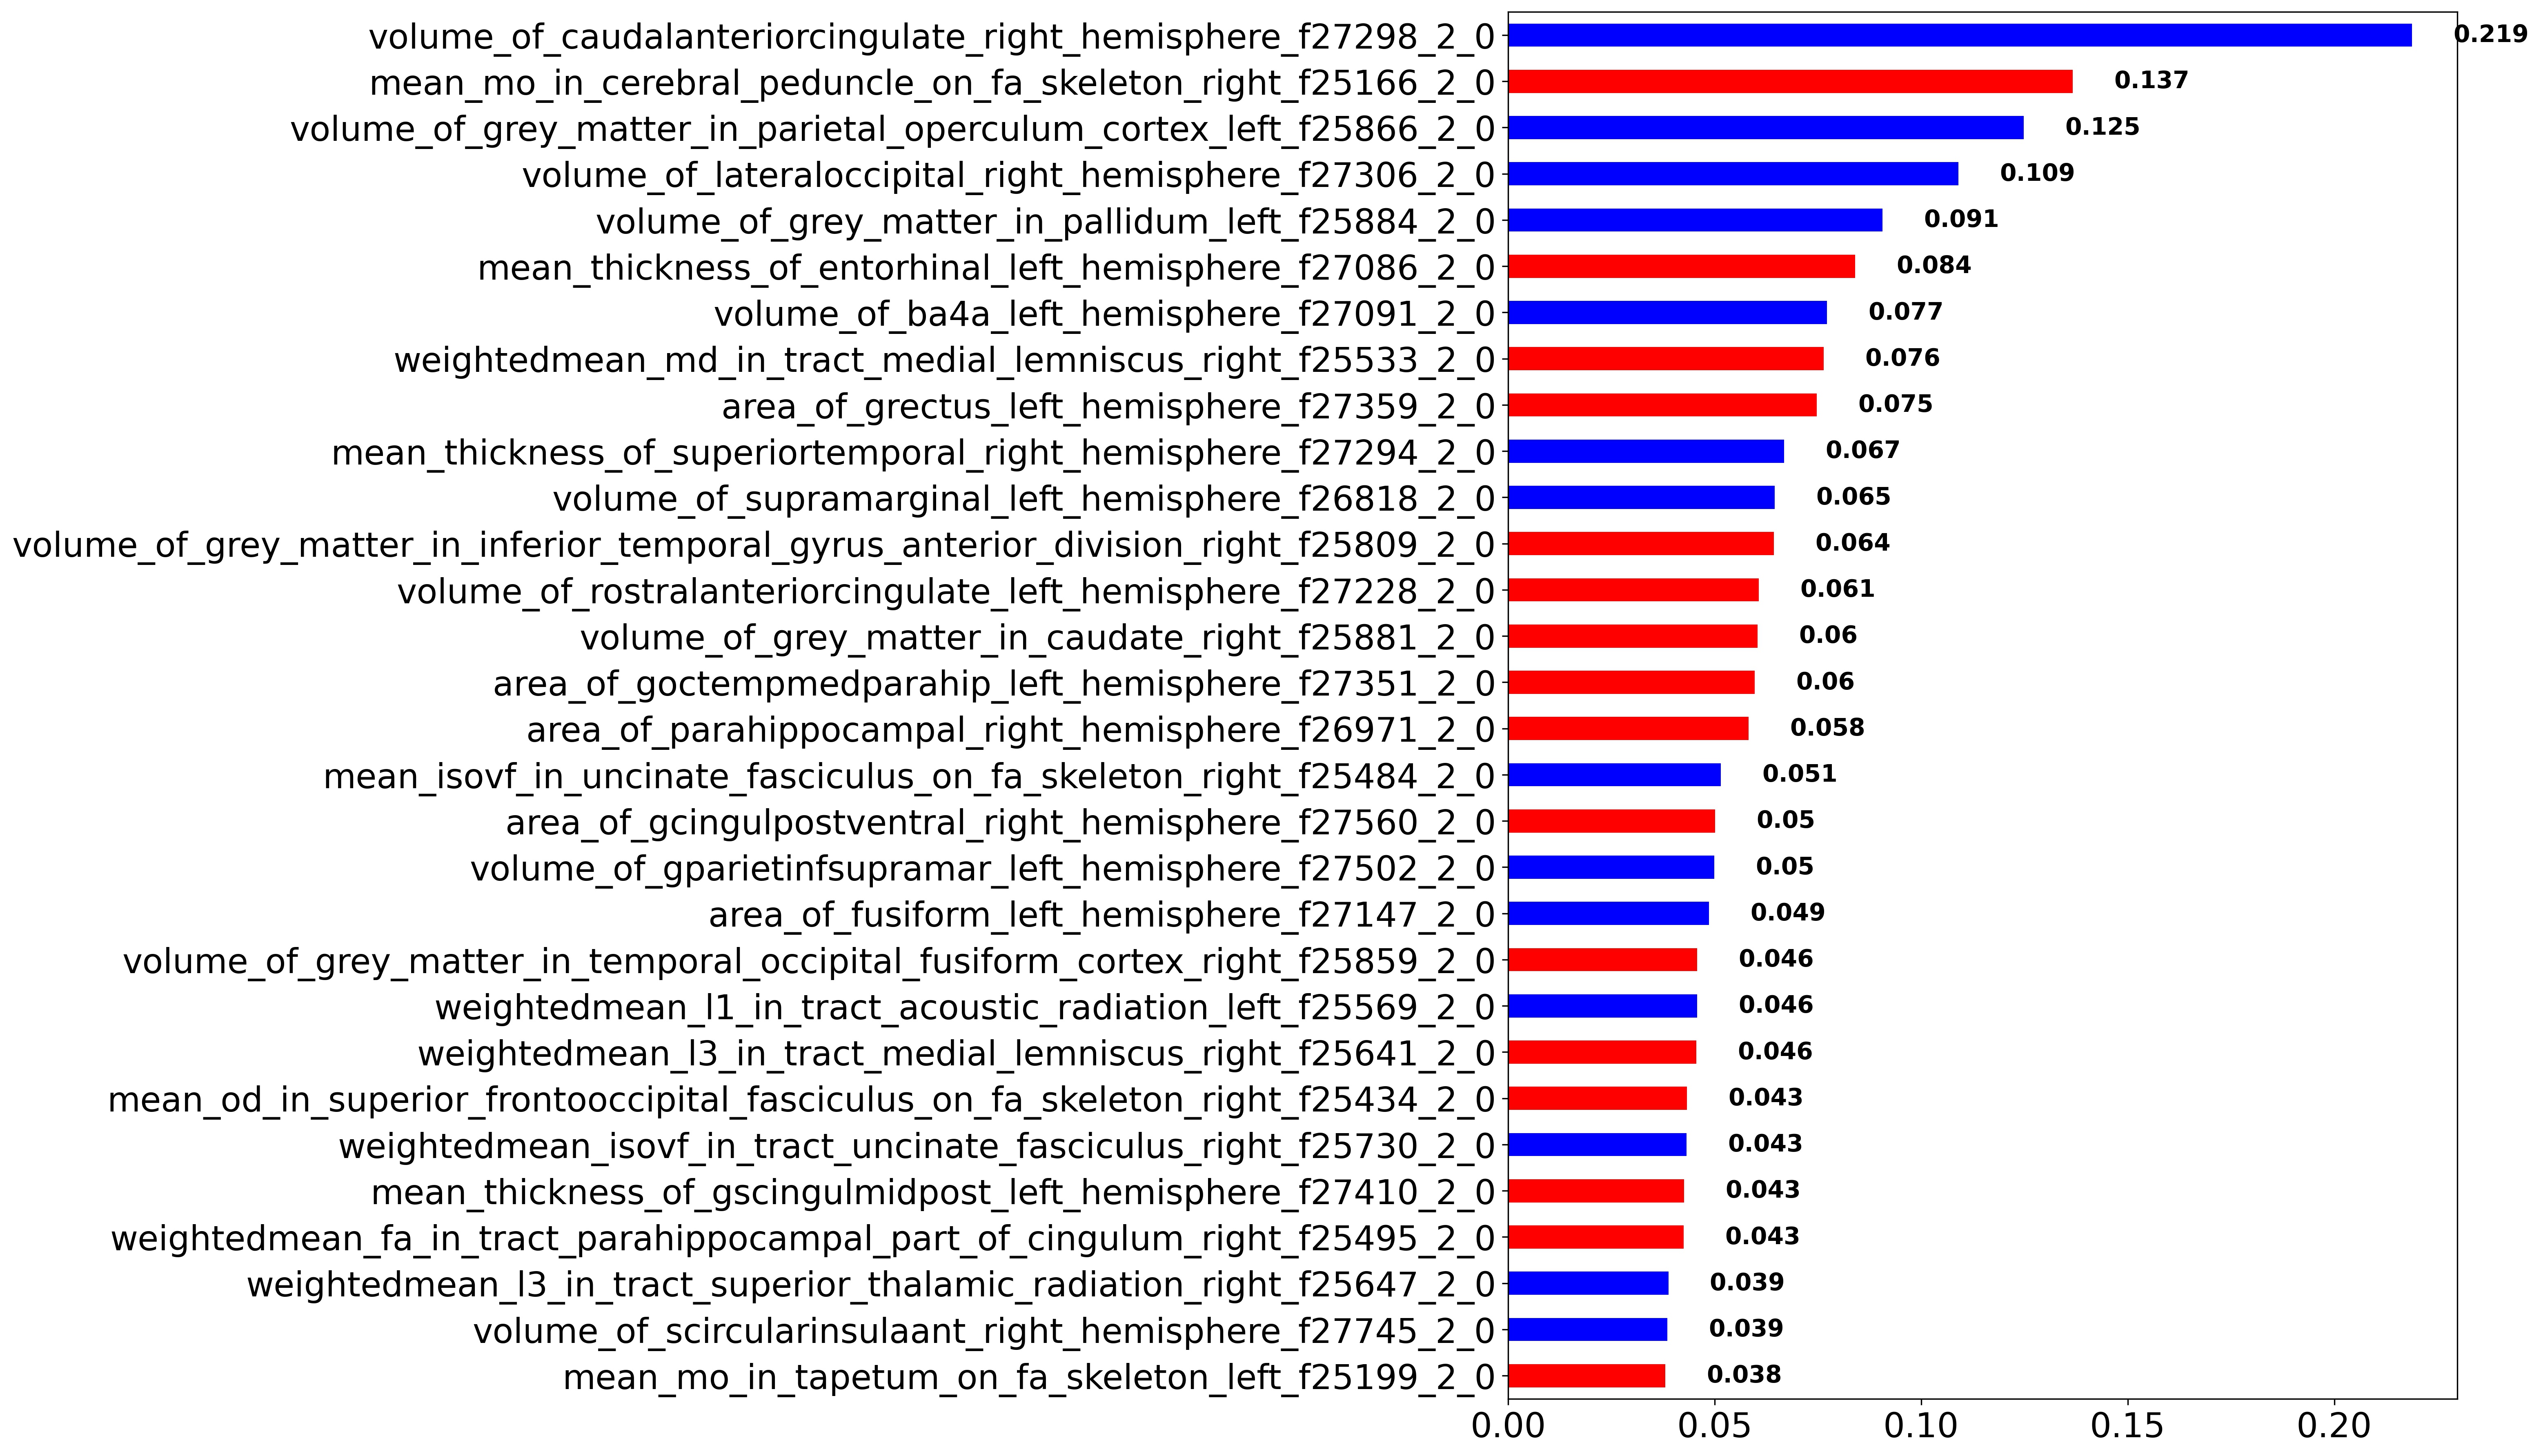 volume_of_caudalanteriorcingulate_right_hemisphere_f27298_2_0 0.219
mean_mo_in_cerebral_peduncle_on_fa_skeleton_right_f25166_2_0 0.137
volume_of_grey_matter_in_parietal_operculum_cortex_left_f25866_2_0 0.125
volume_of_lateraloccipital_right_hemisphere_f27306_2_0 0.109
volume_of_grey_matter_in_pallidum_left_f25884_2_0 0.091
mean_thickness_of_entorhinal_left_hemisphere_f27086_2_0 0.084
volume_of_ba4a_left_hemisphere_f27091_2_0 0.077
weightedmean_md_in_tract_medial_lemniscus_right_f25533_2_0 0.076
area_of_grectus_left_hemisphere_f27359_2_0 0.075
mean_thickness_of_superiortemporal_right_hemisphere_f27294_2_0 0.067
volume_of_supramarginal_left_hemisphere_f26818_2_0 0.065
volume_of_grey_matter_in_inferior_temporal_gyrus_anterior_division_right_f25809_2_0 0.064
volume_of_rostralanteriorcingulate_left_hemisphere_f27228_2_0 0.061
volume_of_grey_matter_in_caudate_right_f25881_2_0 0.06
area_of_goctempmedparahip_left_hemisphere_f27351_2_0 0.06
area_of_parahippocampal_right_hemisphere_f26971_2_0 0.058
mean_isovf_in_uncinate_fasciculus_on_fa_skeleton_right_f25484_2_0 0.051
area_of_gcingulpostventral_right_hemisphere_f27560_2_0 0.05
volume_of_gparietinfsupramar_left_hemisphere_f27502_2_0 0.05
area_of_fusiform_left_hemisphere_f27147_2_0 0.049
volume_of_grey_matter_in_temporal_occipital_fusiform_cortex_right_f25859_2_0 0.046
weightedmean_l1_in_tract_acoustic_radiation_left_f25569_2_0 0.046
weightedmean_l3_in_tract_medial_lemniscus_right_f25641_2_0 0.046
mean_od_in_superior_frontooccipital_fasciculus_on_fa_skeleton_right_f25434_2_0 0.043
weightedmean_isovf_in_tract_uncinate_fasciculus_right_f25730_2_0 0.043
mean_thickness_of_gscingulmidpost_left_hemisphere_f27410_2_0 0.043
weightedmean_fa_in_tract_parahippocampal_part_of_cingulum_right_f25495_2_0 0.043
weightedmean_l3_in_tract_superior_thalamic_radiation_right_f25647_2_0 0.039
volume_of_scircularinsulaant_right_hemisphere_f27745_2_0 0.039
mean_mo_in_tapetum_on_fa_skeleton_left_f25199_2_0 0.038
0.00 0.05 0.10 0.15 0.20